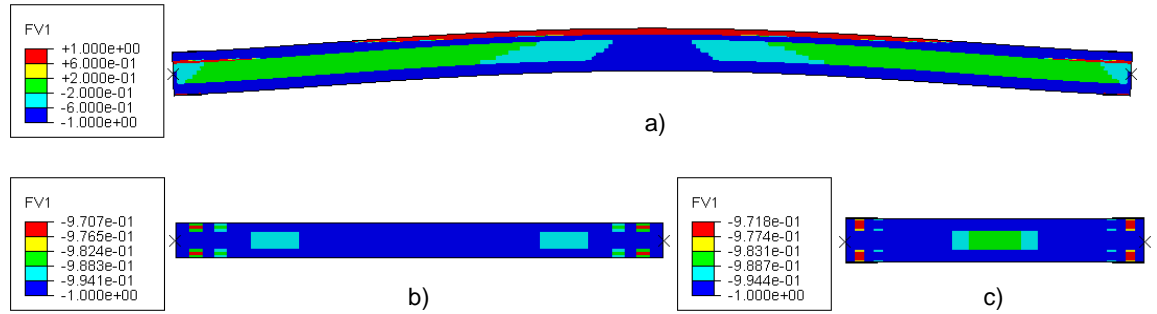 FV1
+1.000e+00
+6.000e-01
+2.000e-01
-2.000e-01
-6.000e-01
-1.000e+00
a)
FV1
-9.707e-01
-9.765e-01
-9.824e-01
-9.883e-01
-9.941e-01
-1.000e+00
b)
FV1
-9.718e-01
-9.774e-01
-9.831e-01
-9.887e-01
-9.944e-01
-1.000e+00
c)